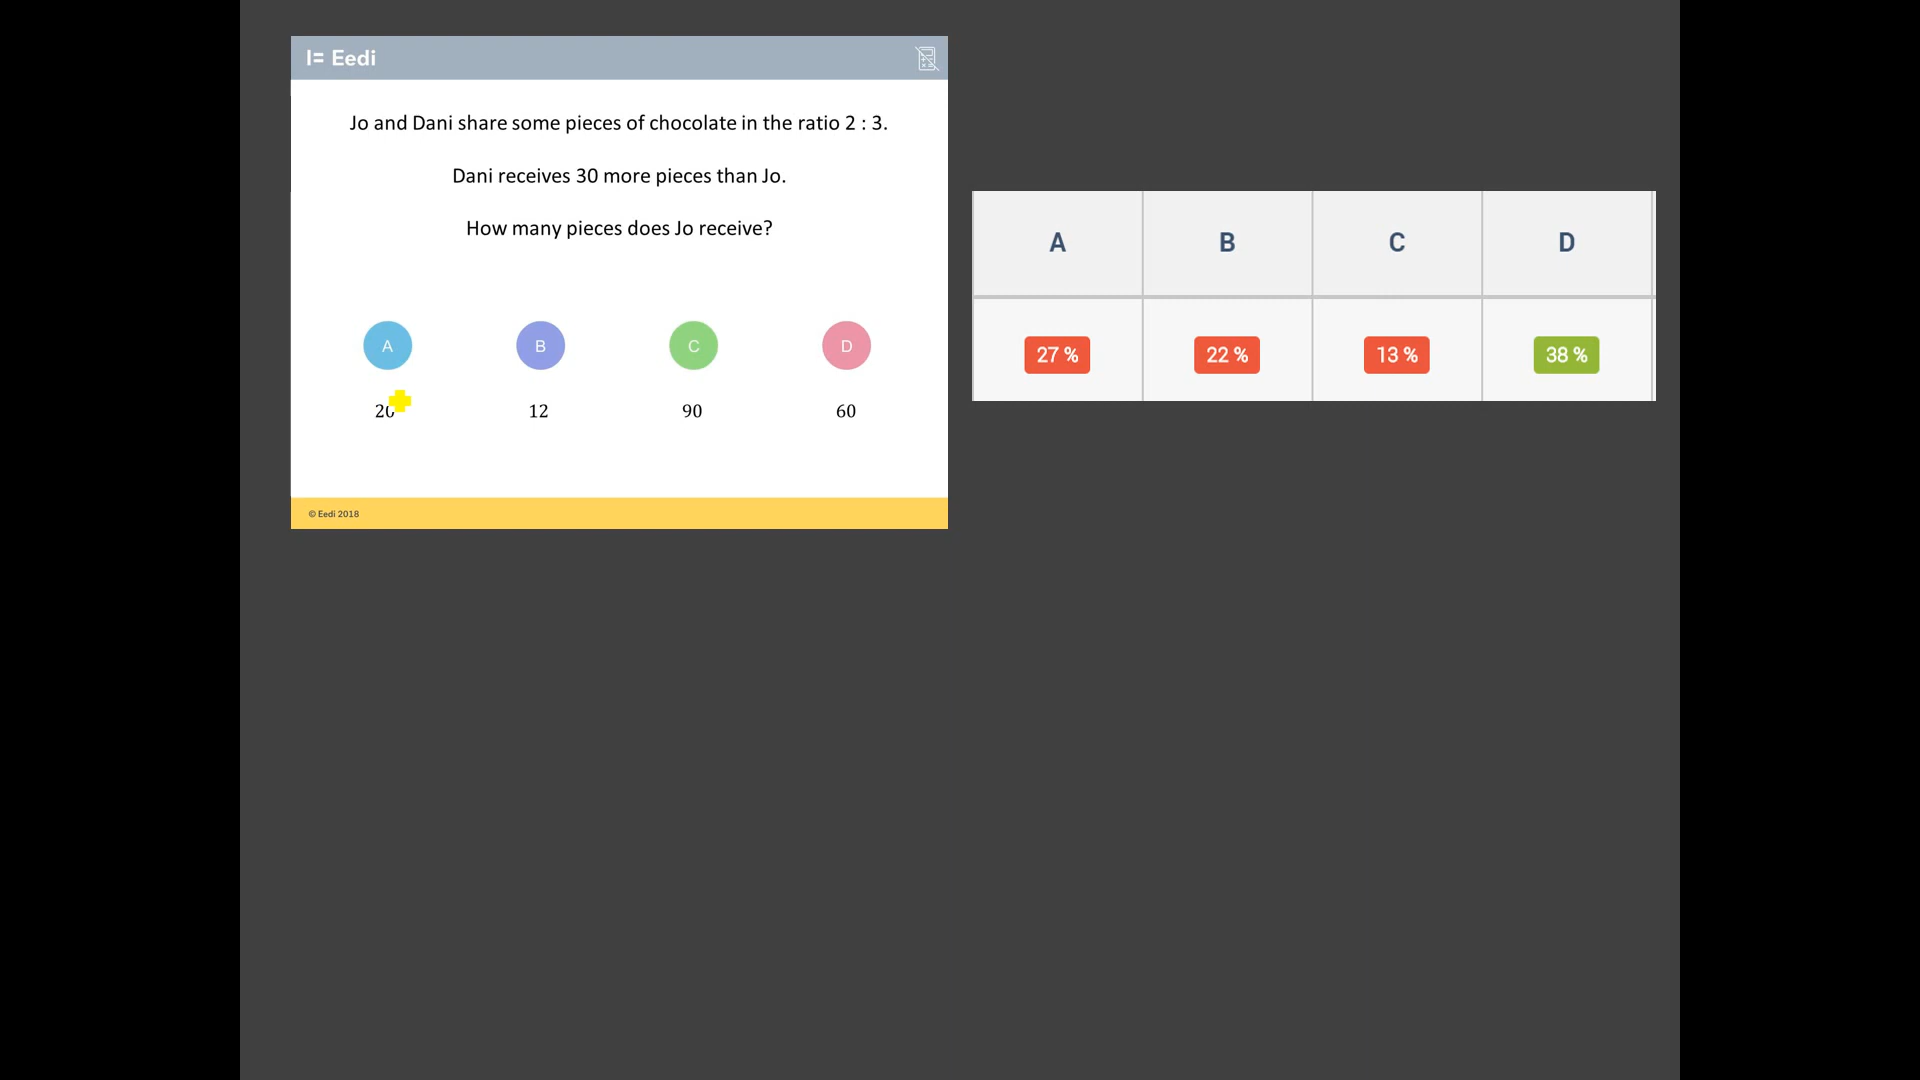 Eedi
Jo and Dani share some pieces of chocolate in the ratio 2 : 3.
Dani receives 30 more pieces than Jo.
How many pieces does Jo receive?
A B C D
20 12 90 60
© Eedi 2018
A B C D
27 % 22 % 13 % 38 %